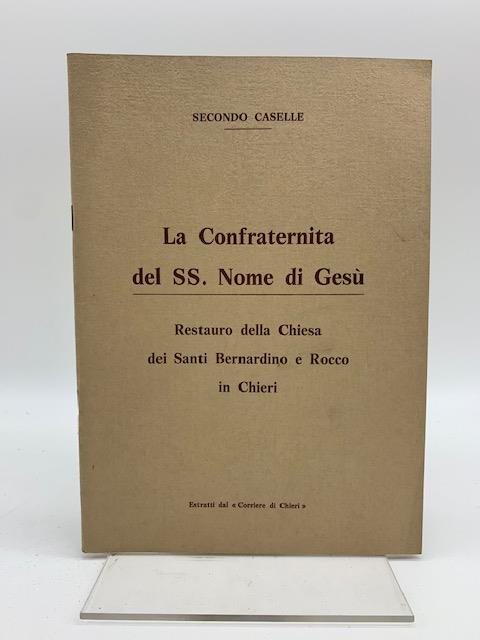 SECONDO CASELLE
La Confraternita
del SS. Nome di Gesù
Restauro della Chiesa
dei Santi Bernardino e Rocco
in Chieri
Estratti dal « Corriere di Chieri »